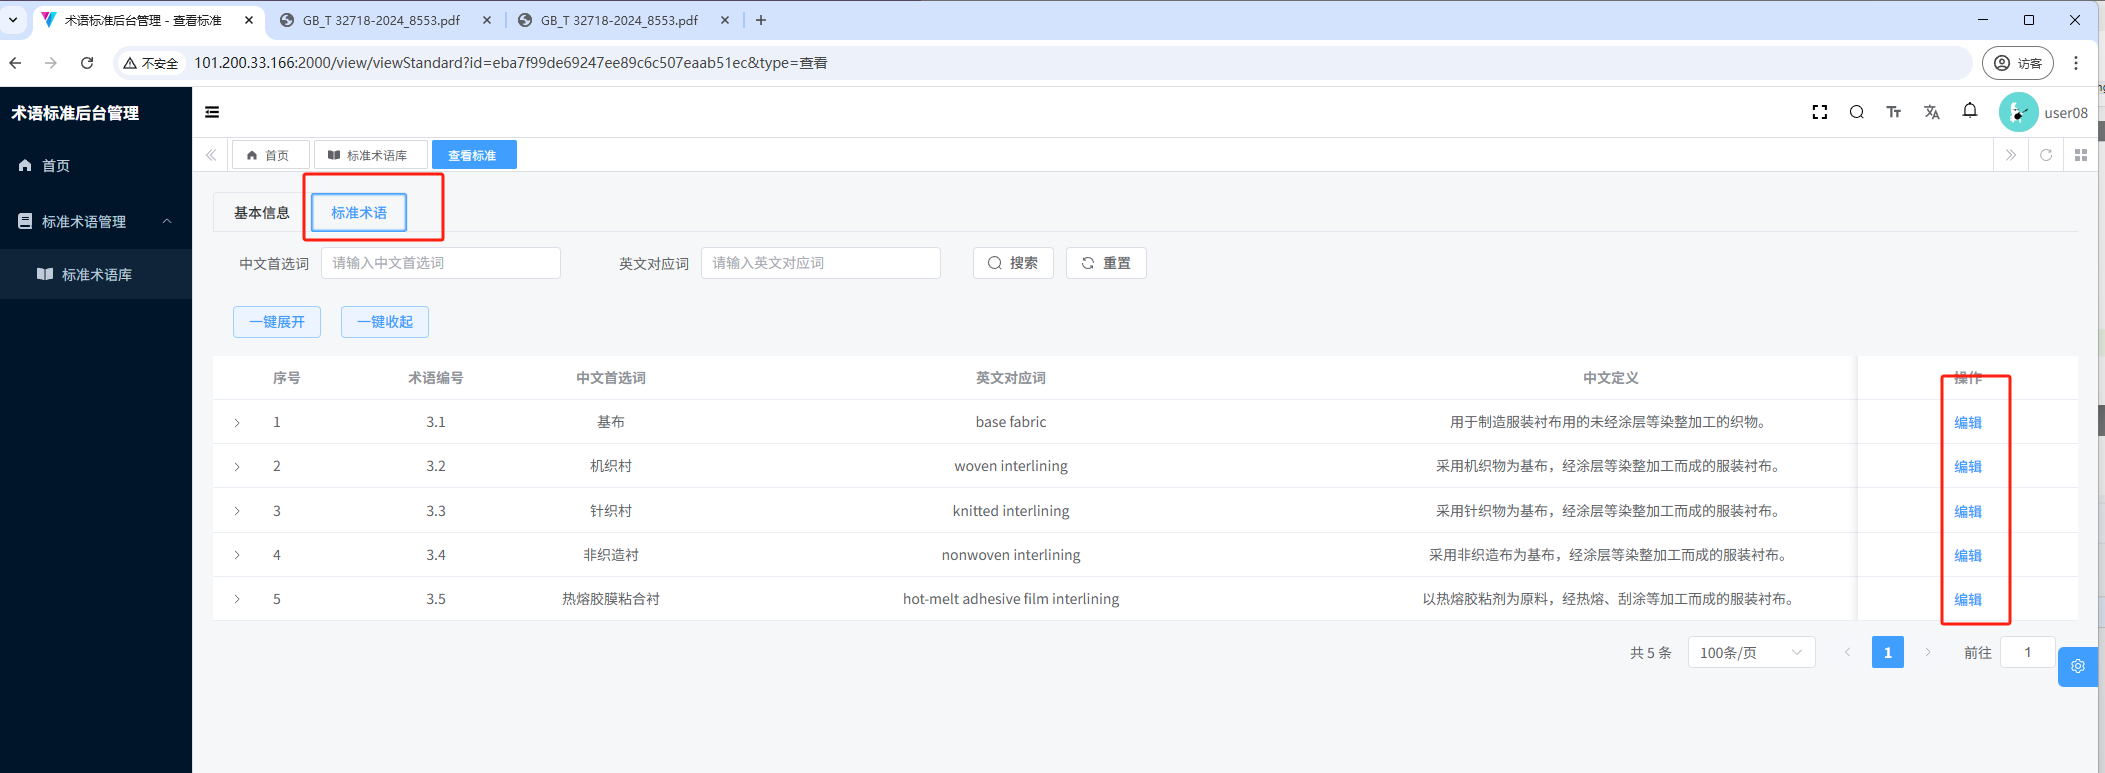 术语标准后台管理 - 查看标准
GB_T 32718-2024_8553.pdf
GB_T 32718-2024_8553.pdf
不安全
101.200.33.166:2000/view/viewStandard?id=eba7f99de69247ee89c6c507eaab51ec&type=查看
访客
术语标准后台管理
user08
首页
标准术语管理
标准术语库
首页
标准术语库
查看标准
基本信息
标准术语
中文首选词 请输入中文首选词 英文对应词 请输入英文对应词 搜索 重置
一键展开 一键收起
序号 术语编号 中文首选词 英文对应词 中文定义 操作
1 3.1 基布 base fabric 用于制造服装衬布用的未经涂层等染整加工的织物。 编辑
2 3.2 机织村 woven interlining 采用机织物为基布，经涂层等染整加工而成的服装衬布。 编辑
3 3.3 针织村 knitted interlining 采用针织物为基布，经涂层等染整加工而成的服装衬布。 编辑
4 3.4 非织造衬 nonwoven interlining 采用非织造布为基布，经涂层等染整加工而成的服装衬布。 编辑
5 3.5 热熔胶膜粘合衬 hot-melt adhesive film interlining 以热熔胶粘剂为原料，经热熔、刮涂等加工而成的服装衬布。 编辑
共 5 条 100条/页 1 前往 1